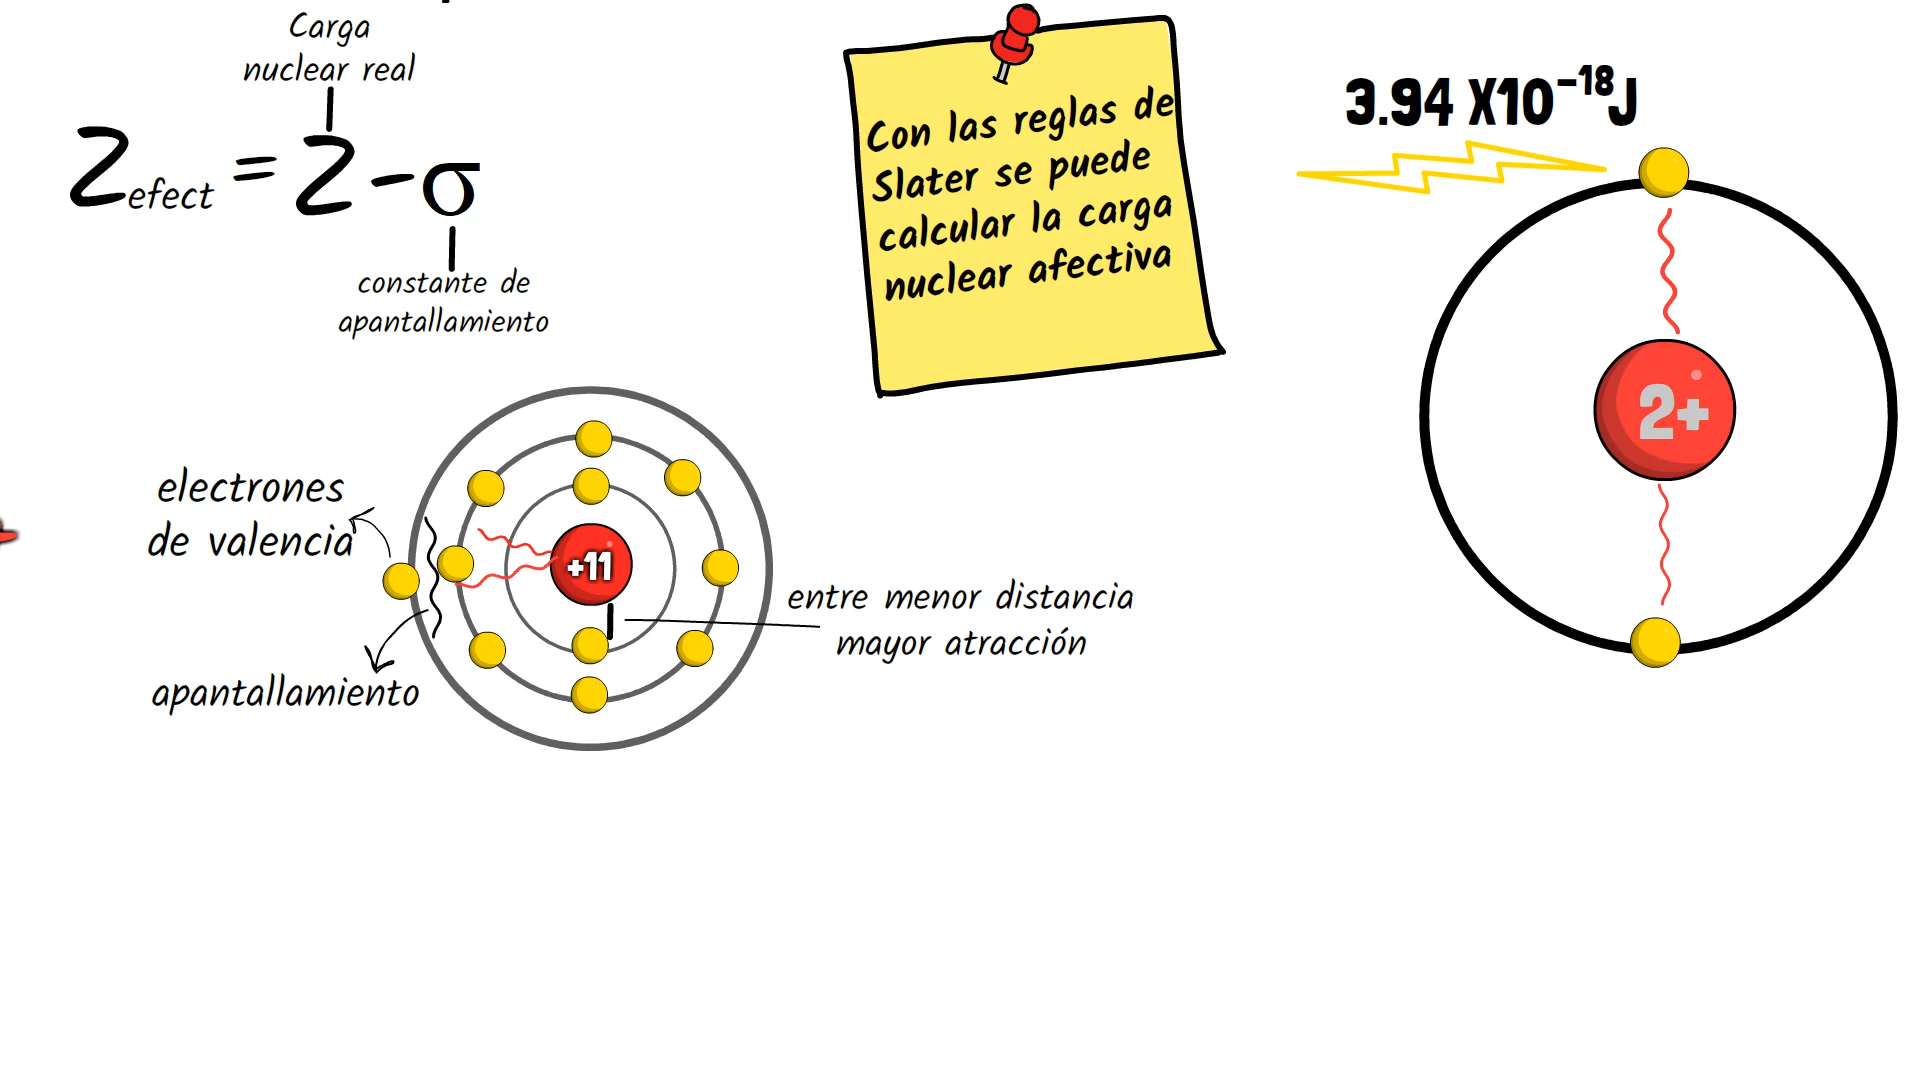 Carga
nuclear real
Zefect = Z - σ
constante de
apantallamiento
Con las reglas de
Slater se puede
calcular la carga
nuclear afectiva
3.94 X10⁻¹⁸J
2+
electrones
de valencia
+11
entre menor distancia
mayor atracción
apantallamiento